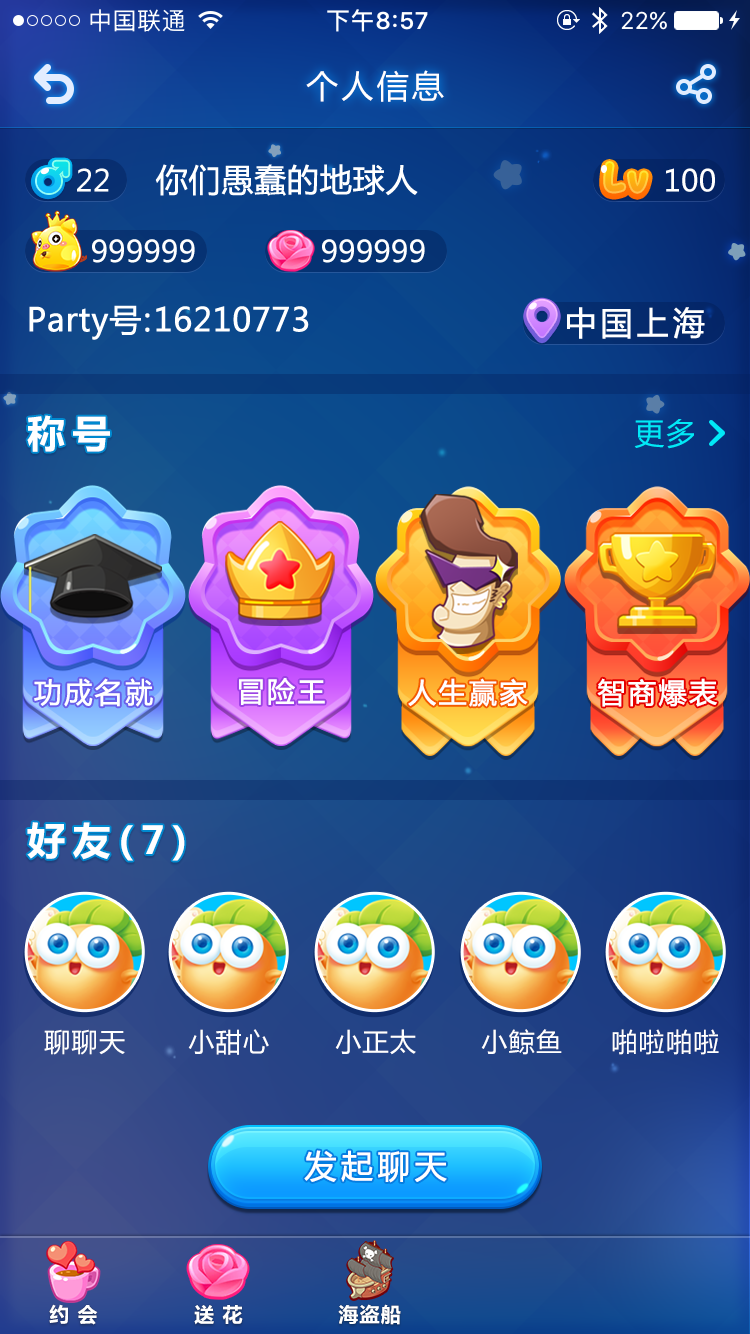 中国联通 下午8:57 22%
个人信息
22 你们愚蠢的地球人 Lv 100
999999 999999
Party号:16210773 中国上海
称号 更多
功成名就 冒险王 人生赢家 智商爆表
好友(7)
聊聊天 小甜心 小正太 小鲸鱼 啪啦啪啦
发起聊天
约会 送花 海盗船